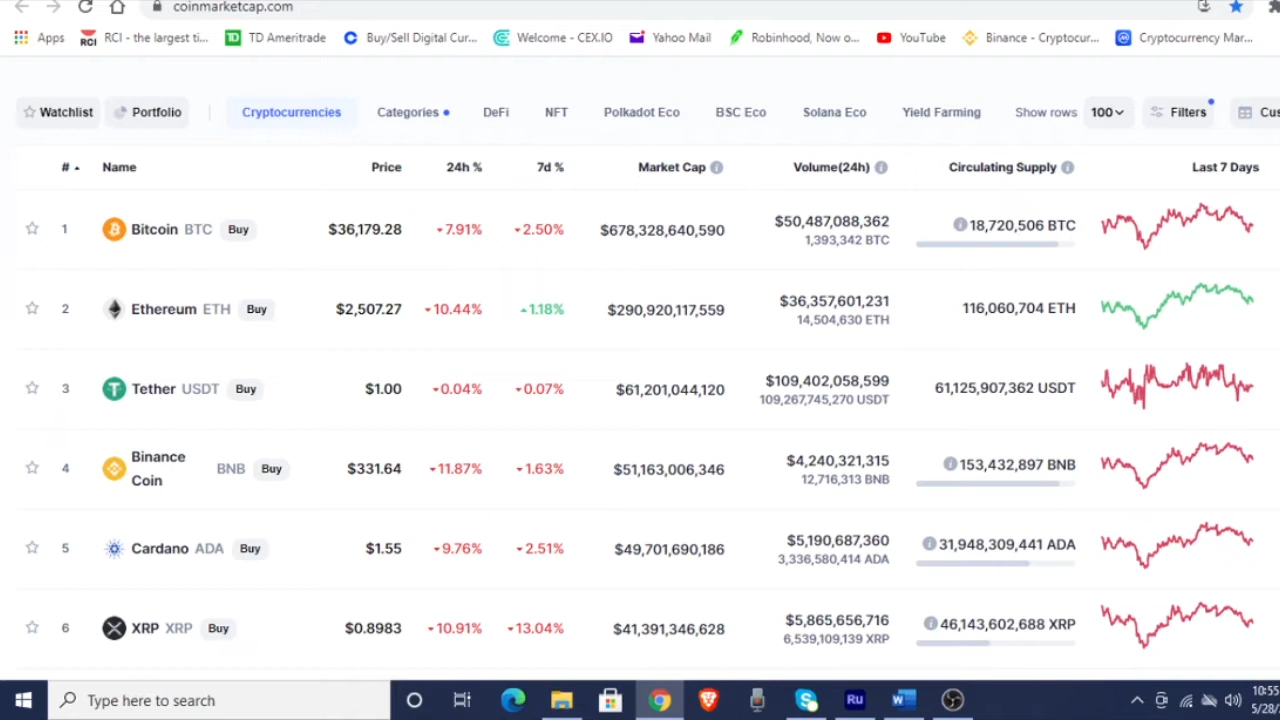 coinmarketcap.com
Apps RCI RCI - the largest ti... TD TD Ameritrade Buy/Sell Digital Cur... Welcome - CEX.IO Yahoo Mail Robinhood, Now o... YouTube Binance - Cryptocur... Cryptocurrency Mar...
Watchlist Portfolio Cryptocurrencies Categories DeFi NFT Polkadot Eco BSC Eco Solana Eco Yield Farming Show rows 100 Filters Cus
# Name Price 24h % 7d % Market Cap Volume(24h) Circulating Supply Last 7 Days
1 Bitcoin BTC Buy $36,179.28 7.91% 2.50% $678,328,640,590 $50,487,088,362 18,720,506 BTC
1,393,342 BTC
2 Ethereum ETH Buy $2,507.27 10.44% 1.18% $290,920,117,559 $36,357,601,231 116,060,704 ETH
14,504,630 ETH
3 Tether USDT Buy $1.00 0.04% 0.07% $61,201,044,120 $109,402,058,599 61,125,907,362 USDT
109,267,745,270 USDT
4 Binance Coin BNB Buy $331.64 11.87% 1.63% $51,163,006,346 $4,240,321,315 153,432,897 BNB
12,716,313 BNB
5 Cardano ADA Buy $1.55 9.76% 2.51% $49,701,690,186 $5,190,687,360 31,948,309,441 ADA
3,336,580,414 ADA
6 XRP XRP Buy $0.8983 10.91% 13.04% $41,391,346,628 $5,865,656,716 46,143,602,688 XRP
6,539,109,139 XRP
Type here to search Ru W 10:55
5/28/